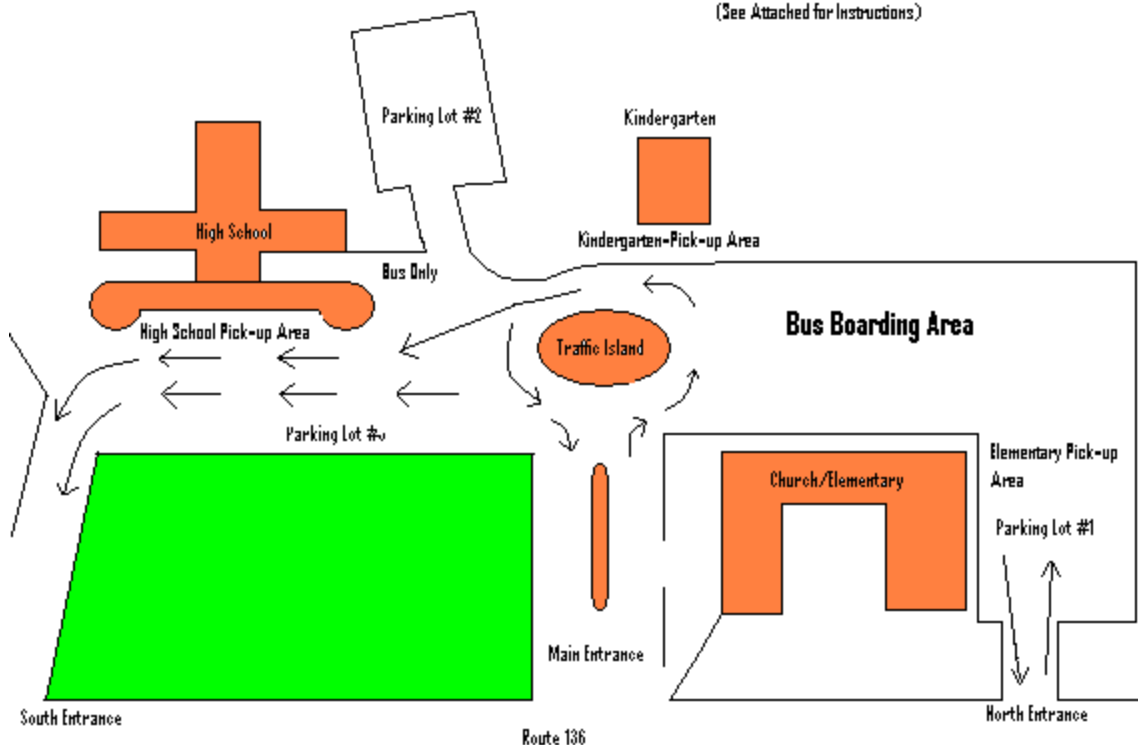 (See Attached for Instructions)
Parking Lot #2
Kindergarten
High School
Kindergarten-Pick-up Area
Bus Only
High School Pick-up Area
Bus Boarding Area
Traffic Island
Parking Lot
Elementary Pick-up
Area
Church/Elementary
Parking Lot #1
Main Entrance
South Entrance
North Entrance
Route 136